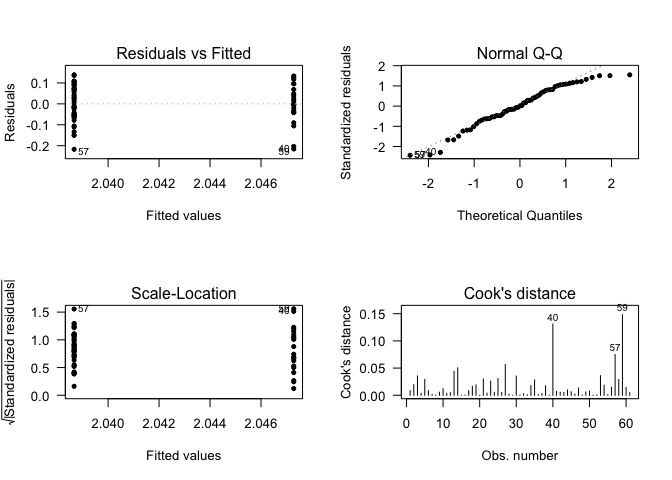 Residuals vs Fitted
Residuals
0.1
0.0
-0.1
-0.2
57
40
59
2.040 2.042 2.044 2.046
Fitted values
Normal Q-Q
Standardized residuals
2
1
0
-1
-2
57
59
40
-2 -1 0 1 2
Theoretical Quantiles
Scale-Location
√|Standardized residuals|
1.5
1.0
0.5
0.0
57
59
40
2.040 2.042 2.044 2.046
Fitted values
Cook's distance
Cook's distance
0.15
0.10
0.05
0.00
40
57
59
0 10 20 30 40 50 60
Obs. number